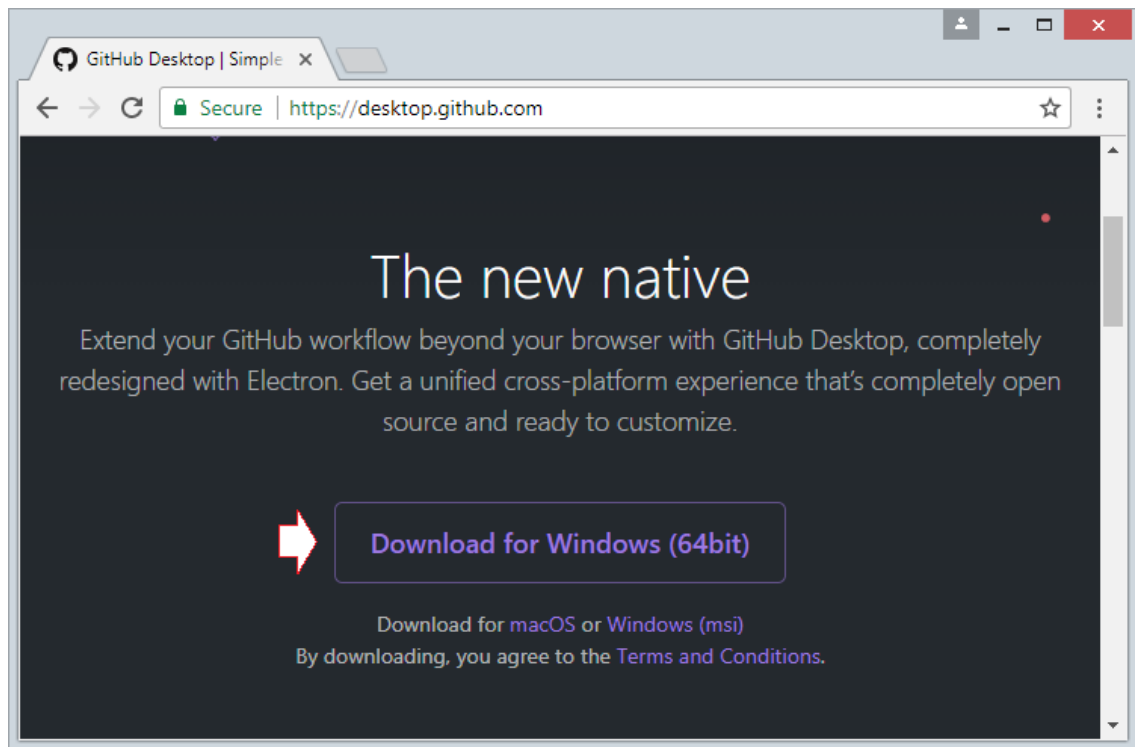 GitHub Desktop | Simple
Secure https://desktop.github.com
The new native
Extend your GitHub workflow beyond your browser with GitHub Desktop, completely
redesigned with Electron. Get a unified cross-platform experience that's completely open
source and ready to customize.
Download for Windows (64bit)
Download for macOS or Windows (msi)
By downloading, you agree to the Terms and Conditions.